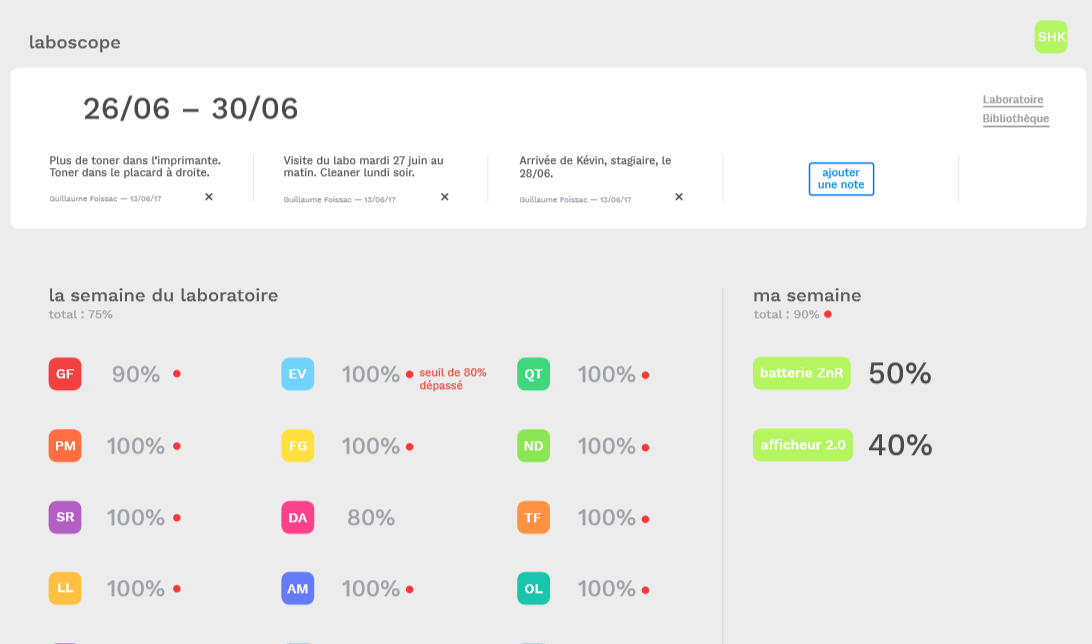 laboscope
SHK
26/06 – 30/06
Laboratoire
Bibliothèque
Plus de toner dans l'imprimante.
Toner dans le placard à droite.
Guillaume Foissac — 13/06/17
Visite du labo mardi 27 juin au
matin. Cleaner lundi soir.
Guillaume Foissac — 13/06/17
Arrivée de Kévin, stagiaire, le
28/06.
Guillaume Foissac — 13/06/17
ajouter
une note
la semaine du laboratoire
total : 75%
GF 90%
EV 100% seuil de 80%
dépassé
QT 100%
PM 100%
FG 100%
ND 100%
SR 100%
DA 80%
TF 100%
LL 100%
AM 100%
OL 100%
ma semaine
total : 90%
batterie ZnR 50%
afficheur 2.0 40%